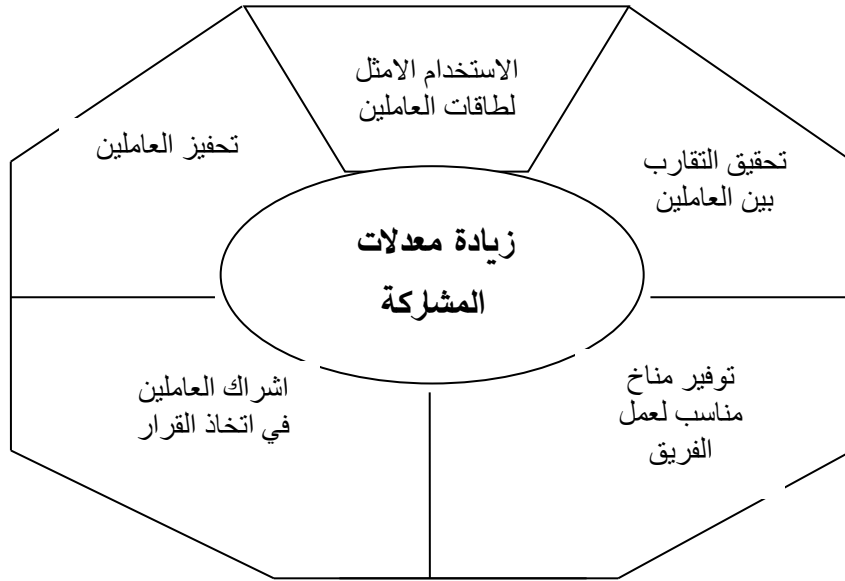 الاستخدام الامثل
لطاقات العاملين
تحقيق التقارب
بين العاملين
تحفيز العاملين
زيادة معدلات
المشاركة
توفير مناخ
مناسب لعمل
الفريق
اشراك العاملين
في اتخاذ القرار